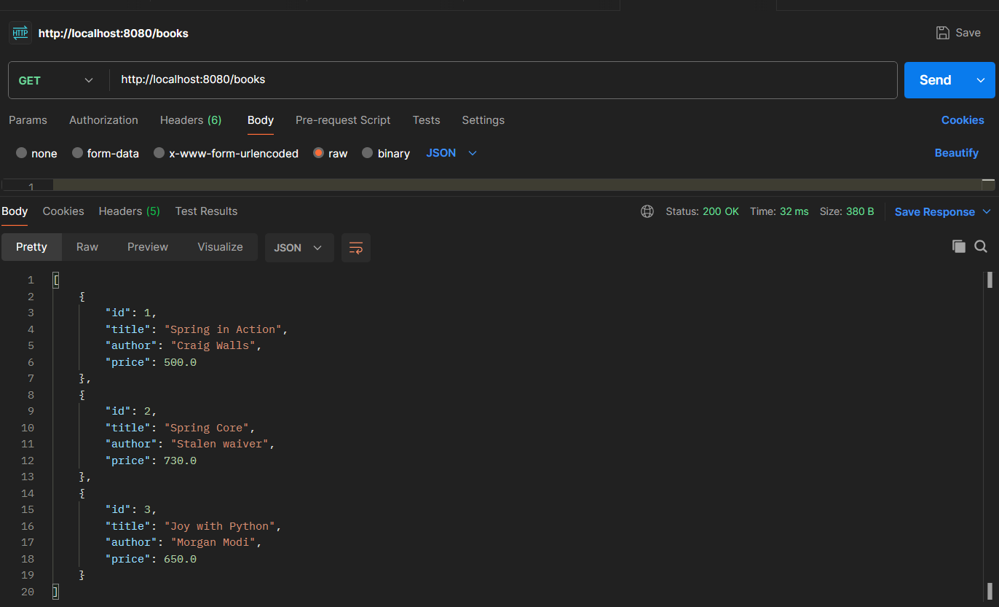 HTTP http://localhost:8080/books Save
GET http://localhost:8080/books Send
Params Authorization Headers (6) Body Pre-request Script Tests Settings Cookies
none form-data x-www-form-urlencoded raw binary JSON Beautify
1
Body Cookies Headers (5) Test Results Status: 200 OK Time: 32 ms Size: 380 B Save Response
Pretty Raw Preview Visualize JSON
1 [
2 {
3 "id": 1,
4 "title": "Spring in Action",
5 "author": "Craig Walls",
6 "price": 500.0
7 },
8 {
9 "id": 2,
10 "title": "Spring Core",
11 "author": "Stalen waiver",
12 "price": 730.0
13 },
14 {
15 "id": 3,
16 "title": "Joy with Python",
17 "author": "Morgan Modi",
18 "price": 650.0
19 }
20 ]